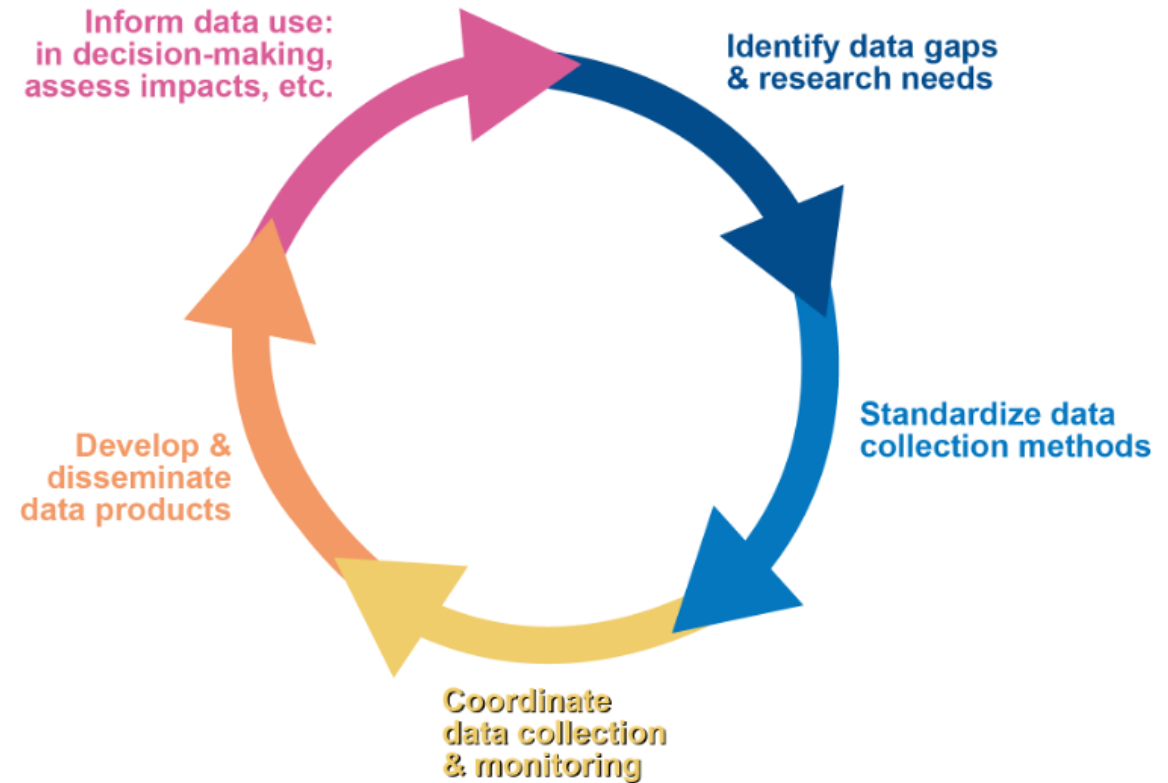 Inform data use:
in decision-making,
assess impacts, etc.
Identify data gaps
& research needs
Standardize data
collection methods
Coordinate
data collection
& monitoring
Develop &
disseminate
data products